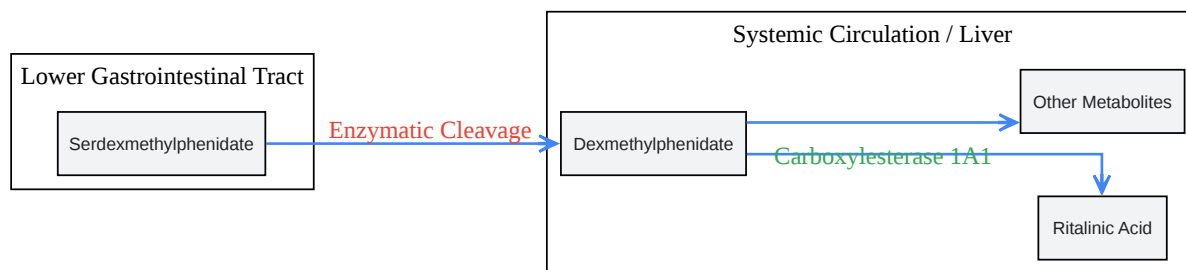 Systemic Circulation / Liver
Lower Gastrointestinal Tract
Other Metabolites
Enzymatic Cleavage
Serdexmethylphenidate
Dexmethylphenidate
Carboxylesterase 1A1
Ritalinic Acid